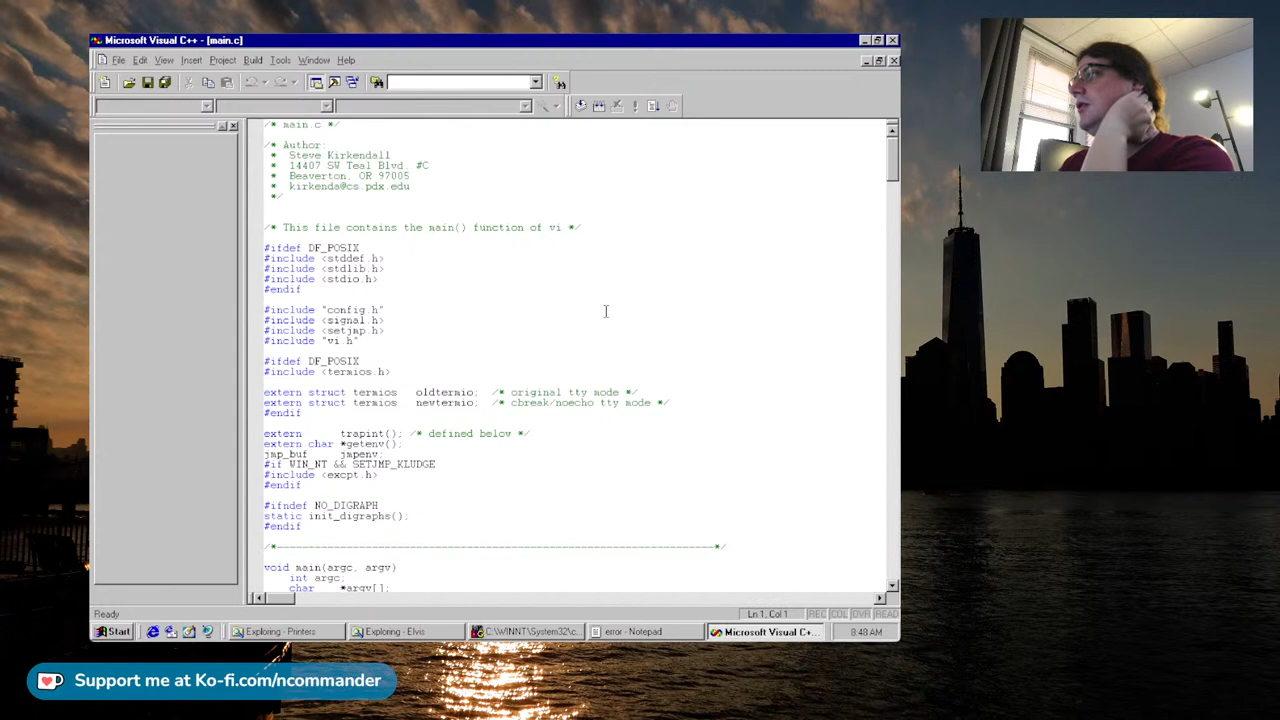 Microsoft Visual C++ - [main.c]
File Edit View Insert Project Build Tools Window Help
/* main.c */
/* Author:
 *  Steve Kirkendall
 *  14407 SW Teal Blvd. #C
 *  Beaverton, OR 97005
 *  kirkenda@cs.pdx.edu
 */
/* This file contains the main() function of vi */
#ifdef DF_POSIX
#include <stddef.h>
#include <stdlib.h>
#include <stdio.h>
#endif
#include "config.h"
#include <signal.h>
#include <setjmp.h>
#include "vi.h"
#ifdef DF_POSIX
#include <termios.h>
extern struct termios oldtermio; /* original tty mode */
extern struct termios newtermio; /* cbreak/noecho tty mode */
#endif
extern trapint(); /* defined below */
extern char *getenv();
jmp_buf jmpenv;
#if WIN_NT && SETJMP_KLUDGE
#include <excpt.h>
#endif
#ifndef NO_DIGRAPH
static init_digraphs();
#endif
/*---------------------------------------------------------------------*/
void main(argc, argv)
int argc;
char *argv[];
Ready
Ln 1, Col 1 REC COL OVR READ
Start
Exploring - Printers
Exploring - Elvis
C:\WINNT\System32\c...
error - Notepad
Microsoft Visual C++...
8:48 AM
Support me at Ko-fi.com/ncommander